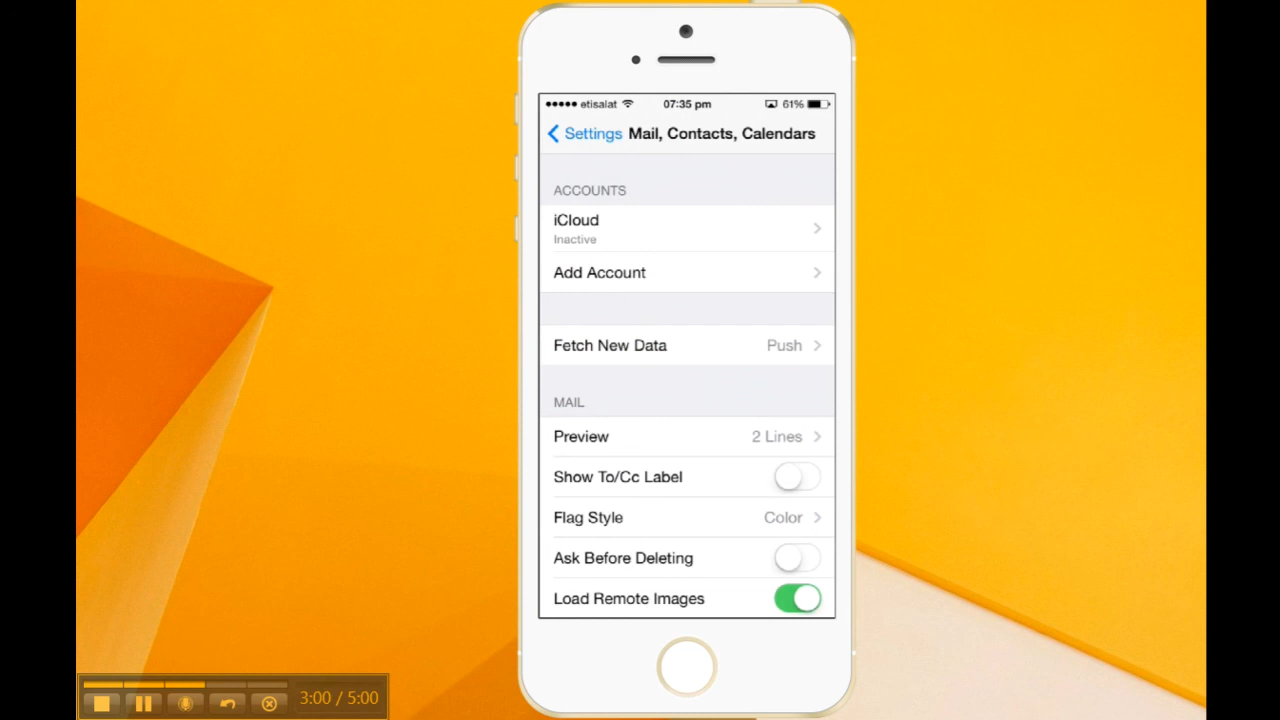 etisalat 07:35 pm 61%
Settings Mail, Contacts, Calendars
ACCOUNTS
iCloud
Inactive
Add Account
Fetch New Data Push
MAIL
Preview 2 Lines
Show To/Cc Label
Flag Style Color
Ask Before Deleting
Load Remote Images
3:00 / 5:00